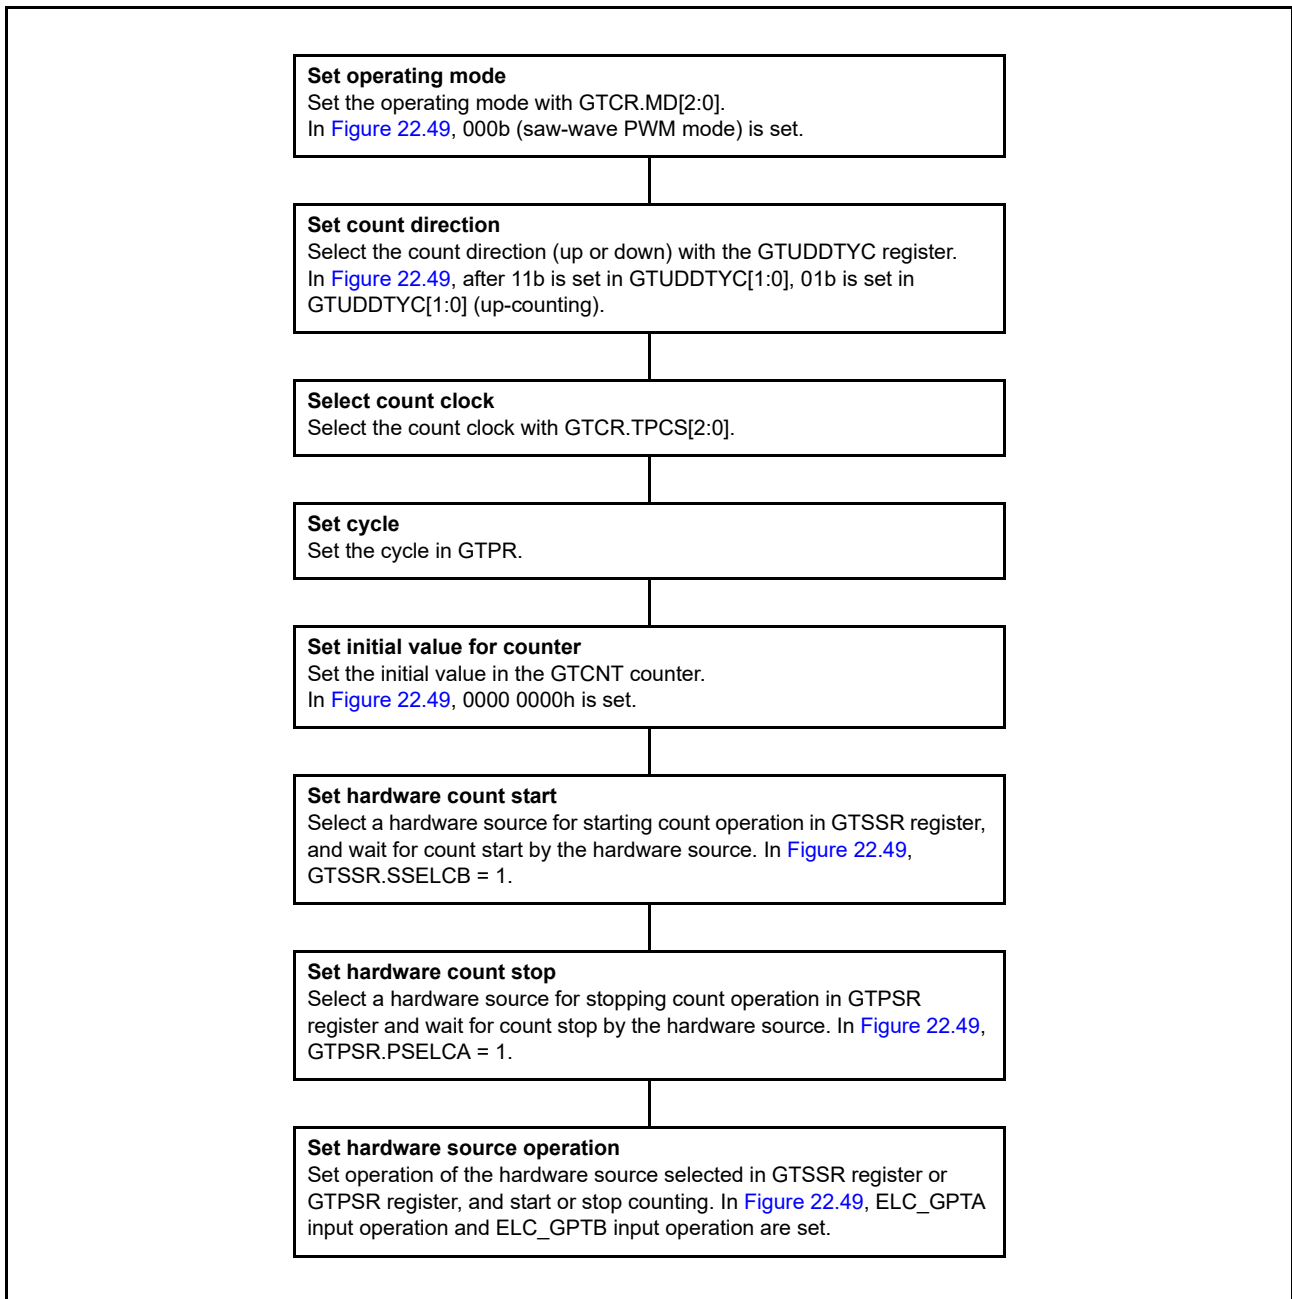 Set operating mode
Set the operating mode with GTCR.MD[2:0].
In Figure 22.49, 000b (saw-wave PWM mode) is set.
Set count direction
Select the count direction (up or down) with the GTUDDTYC register.
In Figure 22.49, after 11b is set in GTUDDTYC[1:0], 01b is set in
GTUDDTYC[1:0] (up-counting).
Select count clock
Select the count clock with GTCR.TPCS[2:0].
Set cycle
Set the cycle in GTPR.
Set initial value for counter
Set the initial value in the GTCNT counter.
In Figure 22.49, 0000 0000h is set.
Set hardware count start
Select a hardware source for starting count operation in GTSSR register,
and wait for count start by the hardware source. In Figure 22.49,
GTSSR.SSELCB = 1.
Set hardware count stop
Select a hardware source for stopping count operation in GTPSR
register and wait for count stop by the hardware source. In Figure 22.49,
GTPSR.PSELCA = 1.
Set hardware source operation
Set operation of the hardware source selected in GTSSR register or
GTPSR register, and start or stop counting. In Figure 22.49, ELC_GPTA
input operation and ELC_GPTB input operation are set.